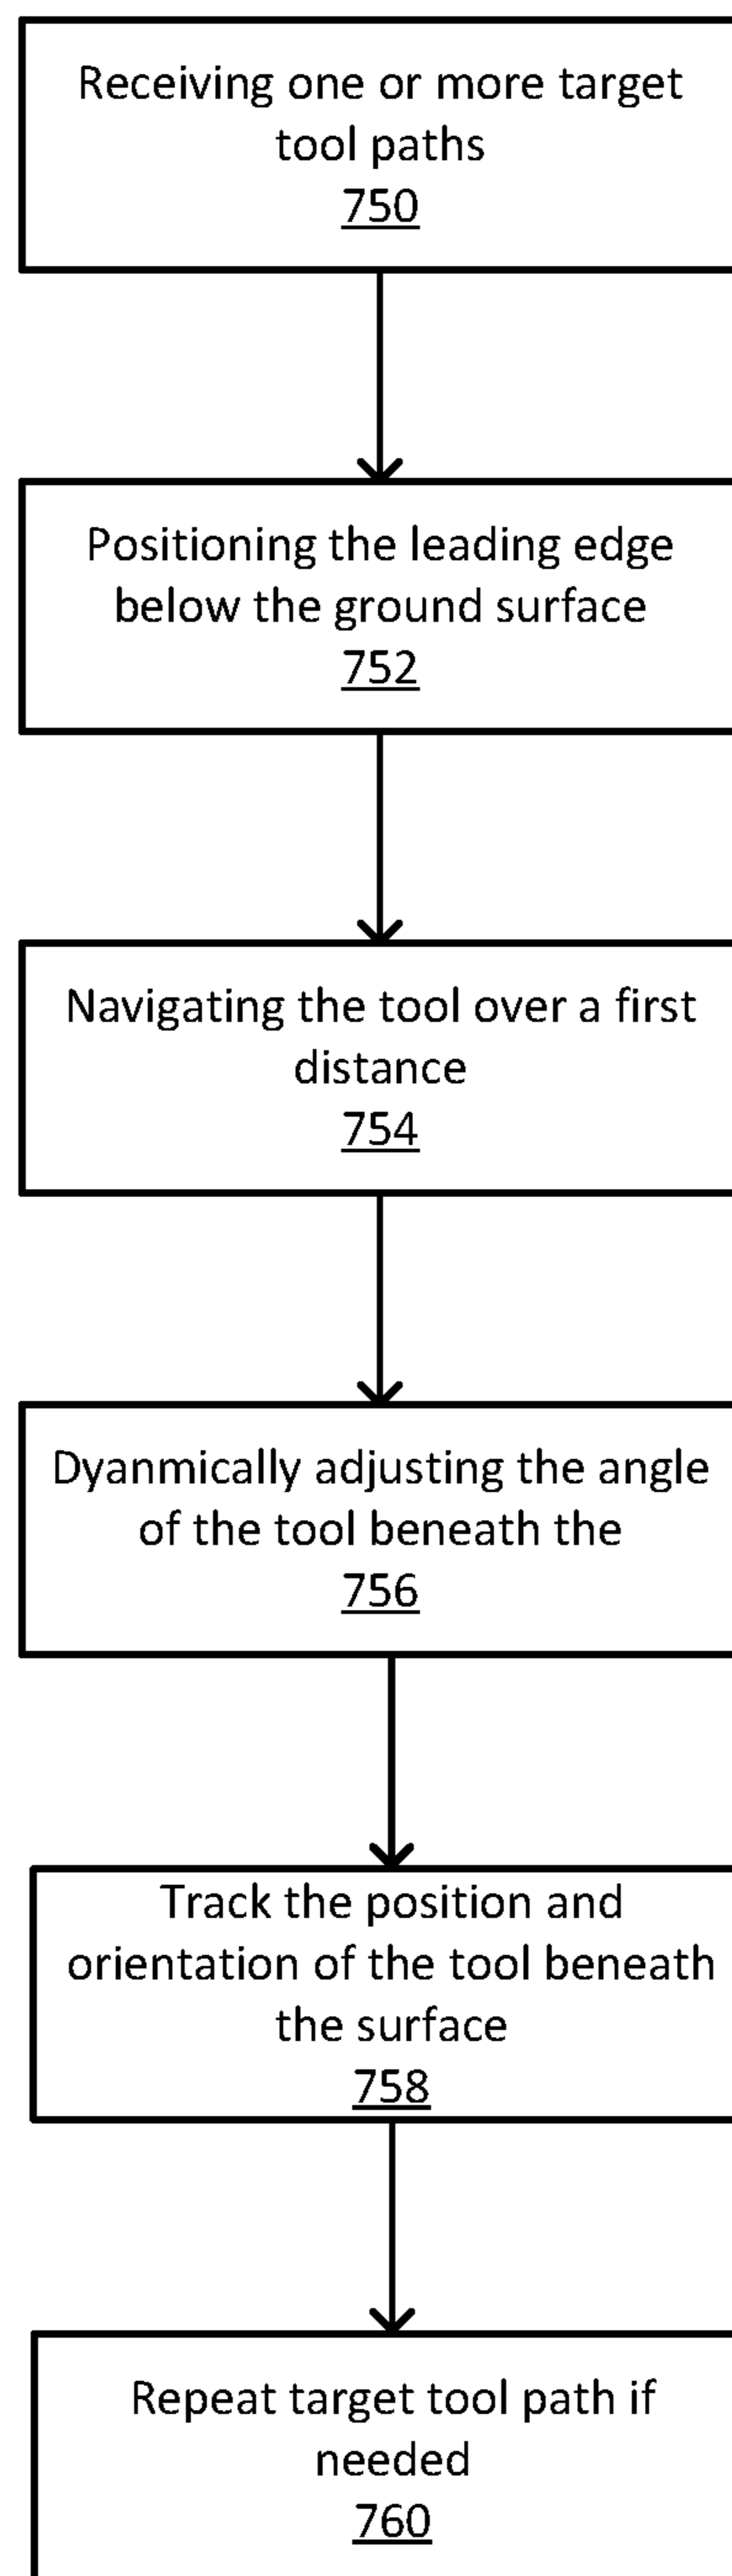 Receiving one or more target
tool paths
750
Positioning the leading edge
below the ground surface
752
Navigating the tool over a first
distance
754
Dyanmically adjusting the angle
of the tool beneath the
756
Track the position and
orientation of the tool beneath
the surface
758
Repeat target tool path if
needed
760